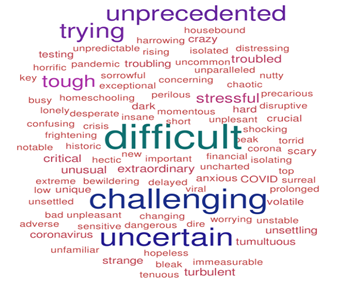 unprecedented
trying housebound
harrowing crazy
unpredictable rising isolated distressing
testing uncommon troubled
horrific pandemic troubling unparalleled
key tough sorrowful concerning nutty
exceptional chaotic
busy homeschooling perilous stressful precarious
lonely desperate dark momentous hard disruptive
confusing crisis insane short unplesant crucial
frightening difficult shocking
notable historic peak torrid
new important financial corona scary
critical hectic isolating
unusual extraordinary uncharted top
extreme bewildering delayed anxious COVID surreal
low unique viral prolonged
unsettled challenging volatile
bad unpleasant changing worrying unstable
adverse sensitive dangerous dire unsettling
coronavirus uncertain tumultuous
unfamiliar hopeless
strange bleak immeasurable
tenuous turbulent